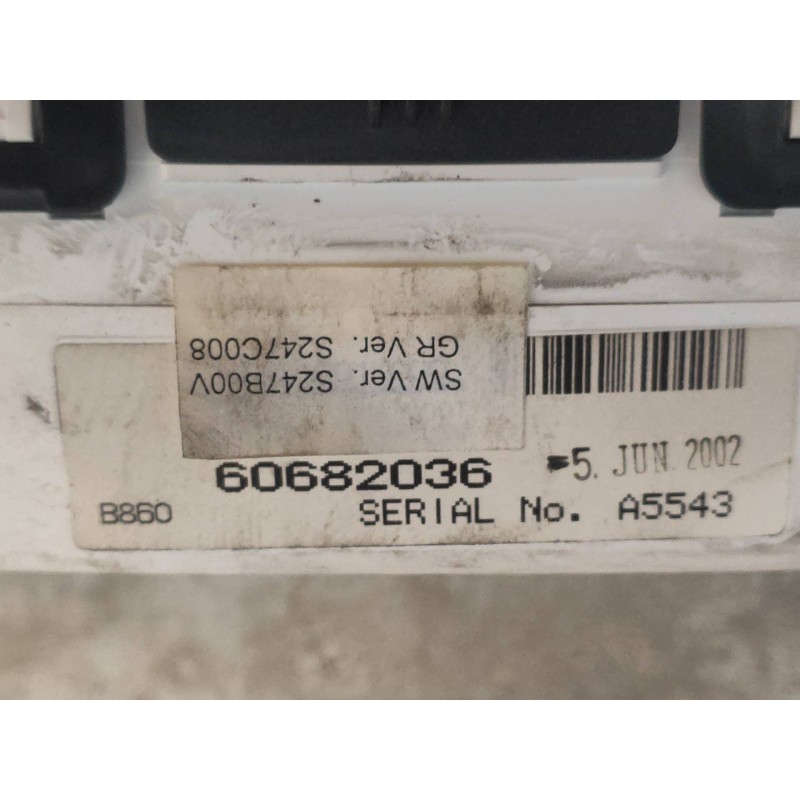 SW Ver. S247B00V
GR Ver. S247C008
60682036
5. JUN. 2002
B860
SERIAL No. A5543